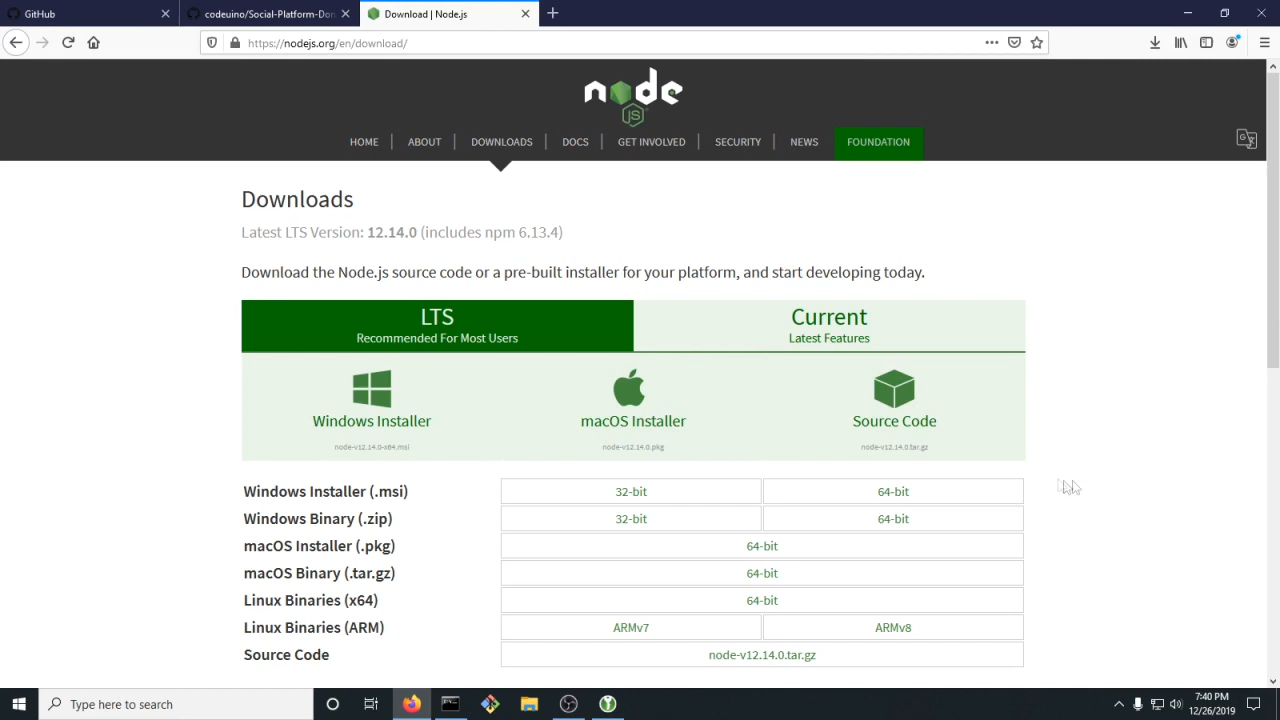 GitHub
codeuino/Social-Platform-Don
Download | Node.js
https://nodejs.org/en/download/
node
JS
HOME
ABOUT
DOWNLOADS
DOCS
GET INVOLVED
SECURITY
NEWS
FOUNDATION
Downloads
Latest LTS Version: 12.14.0 (includes npm 6.13.4)
Download the Node.js source code or a pre-built installer for your platform, and start developing today.
LTS
Recommended For Most Users
Current
Latest Features
Windows Installer
node-v12.14.0-x64.msi
macOS Installer
node-v12.14.0.pkg
Source Code
node-v12.14.0.tar.gz
Windows Installer (.msi) 32-bit 64-bit
Windows Binary (.zip) 32-bit 64-bit
macOS Installer (.pkg) 64-bit
macOS Binary (.tar.gz) 64-bit
Linux Binaries (x64) 64-bit
Linux Binaries (ARM) ARMv7 ARMv8
Source Code node-v12.14.0.tar.gz
Type here to search
7:40 PM
12/26/2019